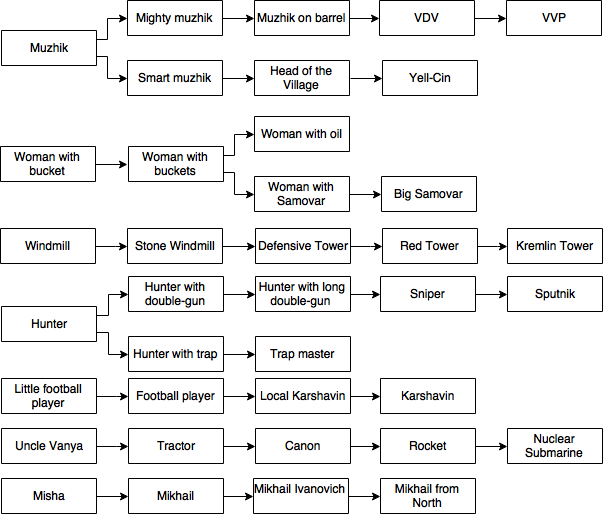 Mighty muzhik
Muzhik on barrel
VDV
VVP
Muzhik
Smart muzhik
Head of the
Village
Yell-Cin
Woman with oil
Woman with
bucket
Woman with
buckets
Woman with
Samovar
Big Samovar
Windmill
Stone Windmill
Defensive Tower
Red Tower
Kremlin Tower
Hunter with
double-gun
Hunter with long
double-gun
Sniper
Sputnik
Hunter
Hunter with trap
Trap master
Little football
player
Football player
Local Karshavin
Karshavin
Uncle Vanya
Tractor
Canon
Rocket
Nuclear
Submarine
Misha
Mikhail
Mikhail Ivanovich
Mikhail from
North